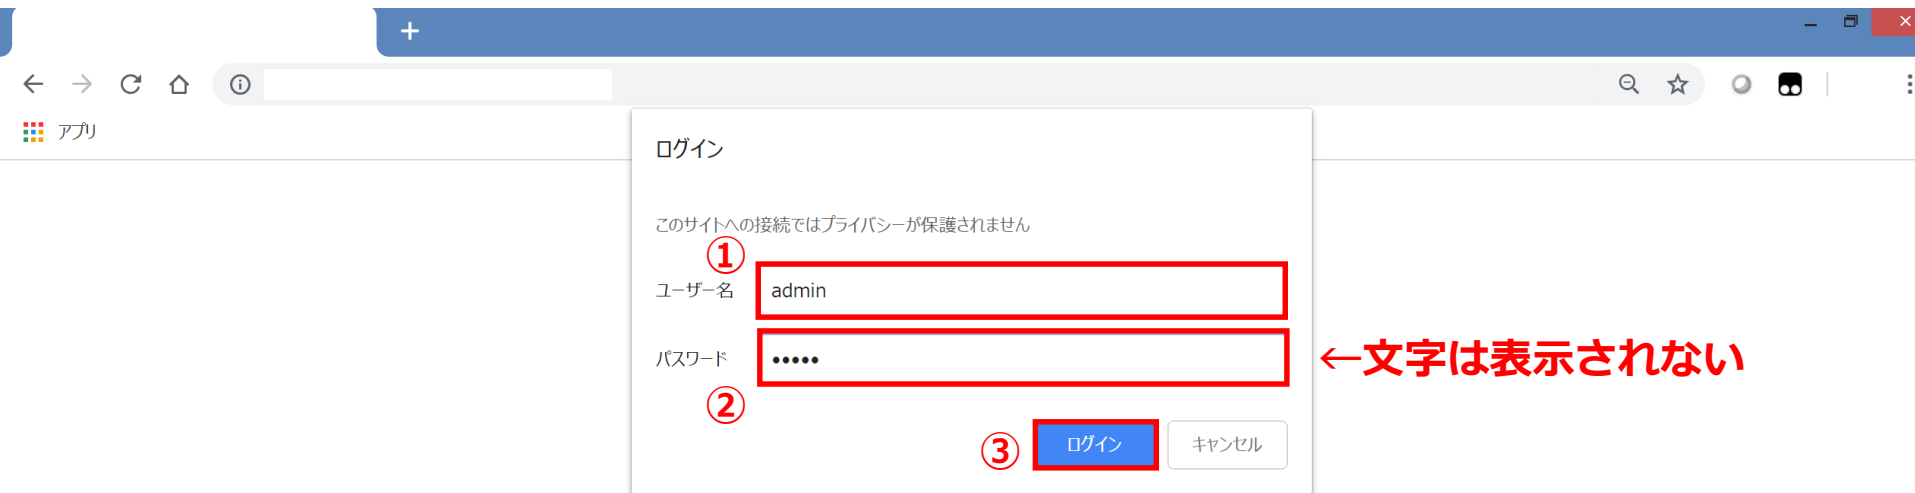 アプリ
ログイン
このサイトへの接続ではプライバシーが保護されません
①
ユーザー名 admin
パスワード ••••• ←文字は表示されない
②
③ ログイン キャンセル